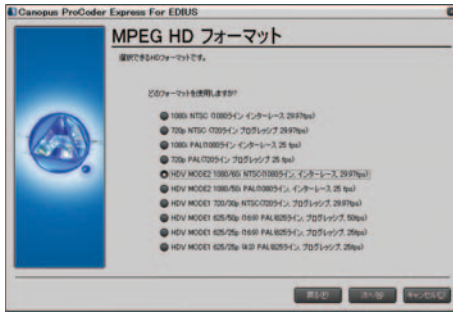 Canopus ProCoder Express For EDIUS
MPEG HD フォーマット
選択できるHDフォーマットです。
どのフォーマットを使用しますか?
1080i NTSC (1080ライン インターレース 29.97fps)
720p NTSC (720ライン プログレッシブ 29.97fps)
1080i PAL(1080ライン インターレース 25 fps)
720p PAL(720ライン プログレッシブ 25 fps)
HDV MODE2 1080/60i NTSC(1080ライン, インターレース, 29.97fps)
HDV MODE2 1080/50i PAL(1080ライン, インターレース, 25 fps)
HDV MODE1 720/30p NTSC(720ライン, プログレッシブ, 29.97fps)
HDV MODE1 625/50p (16:9) PAL(625ライン, プログレッシブ, 50fps)
HDV MODE1 625/25p (16:9) PAL(625ライン, プログレッシブ, 25fps)
HDV MODE1 625/25p (4:3) PAL(625ライン, プログレッシブ, 25fps)
戻る(B)
次へ(N)
キャンセル(C)